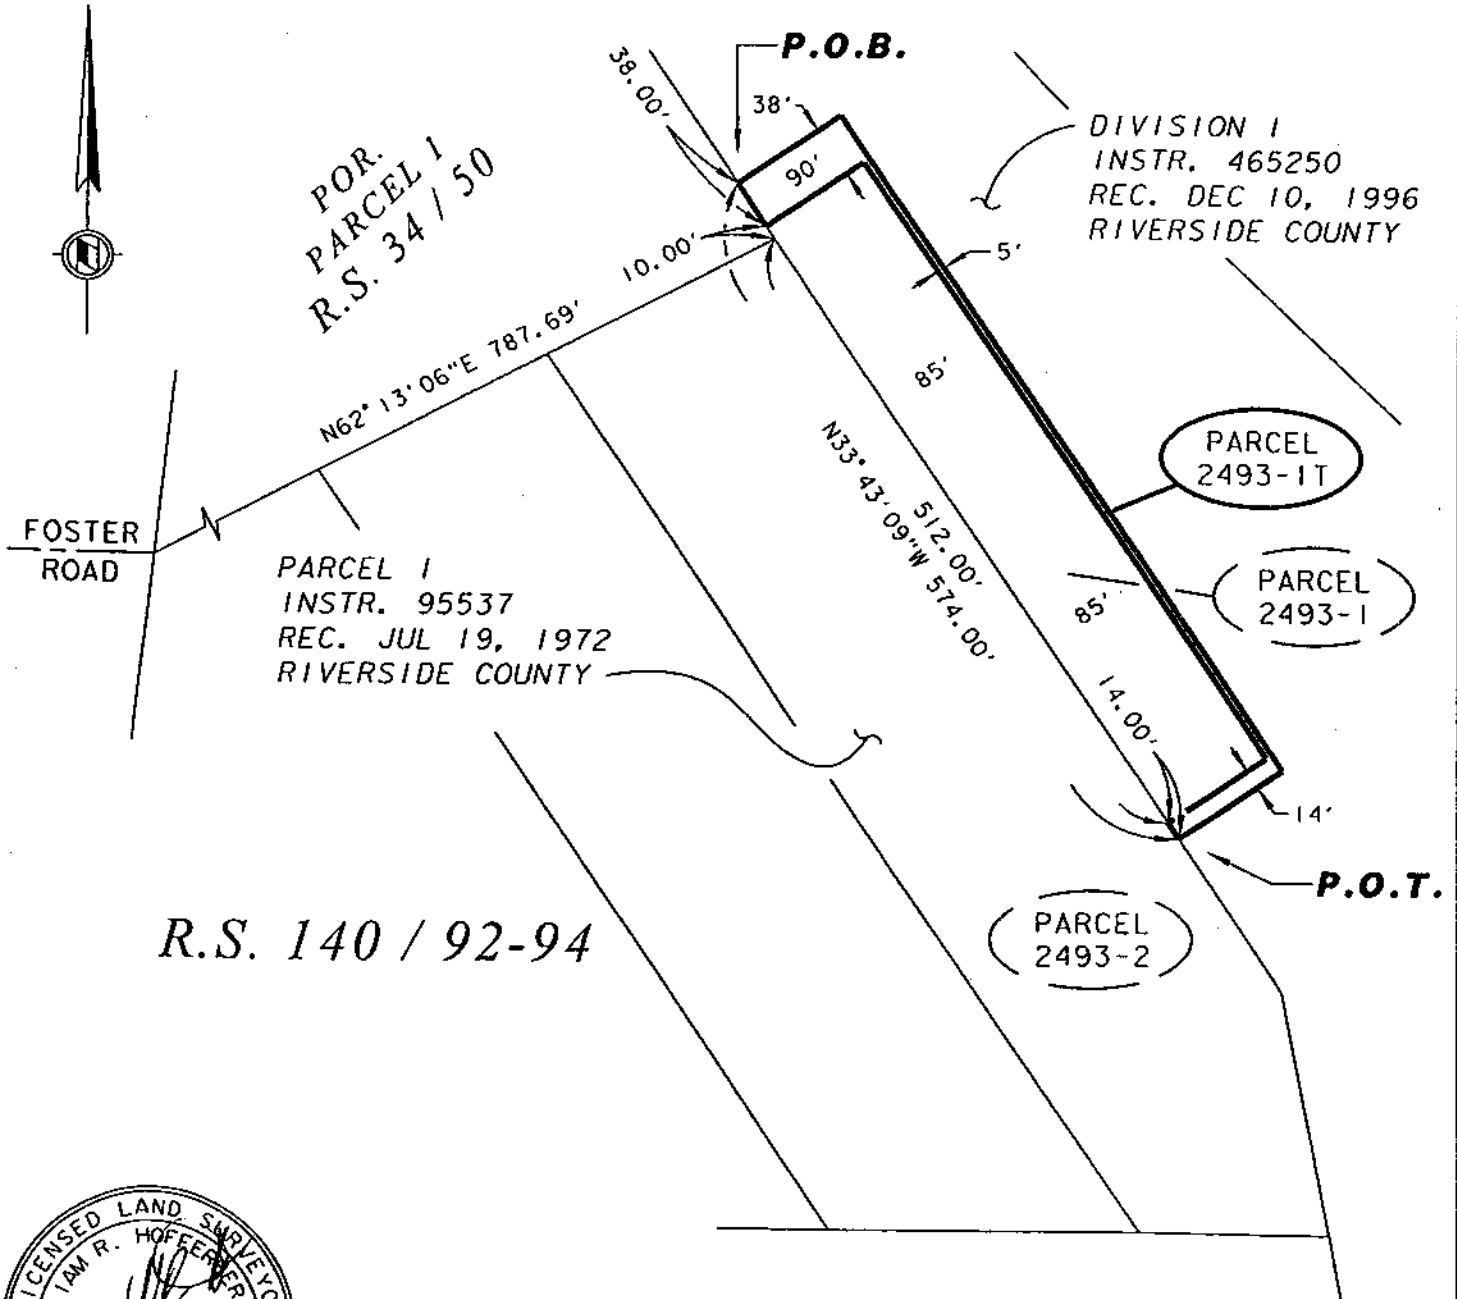 P.O.B.
38.00'
38'
90'
DIVISION 1
INSTR. 465250
REC. DEC 10, 1996
RIVERSIDE COUNTY
POR.
PARCEL 1
R.S. 34 / 50
10.00'
5'
N62°13'06"E 787.69'
85'
PARCEL
2493-1T
512.00'
N33°43'09"W 574.00'
FOSTER
ROAD
PARCEL 1
INSTR. 95537
REC. JUL 19, 1972
RIVERSIDE COUNTY
PARCEL
2493-1
85'
14.00'
14'
P.O.T.
PARCEL
2493-2
R.S. 140 / 92-94
LAND